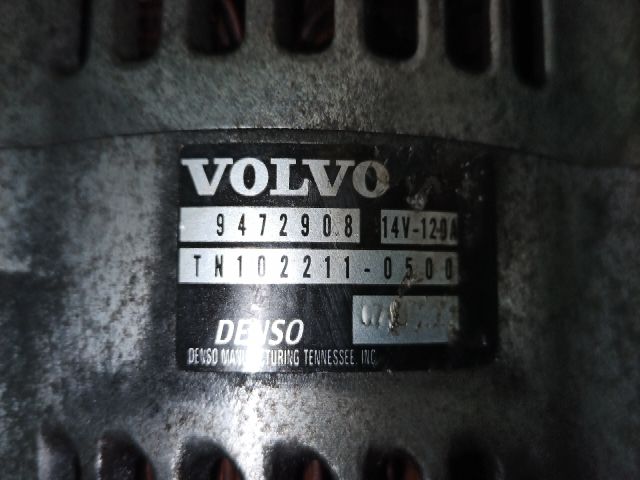 VOLVO
9472908 14V-120A
TN102211-0500
DENSO
DENSO MANUFACTURING TENNESSEE, INC